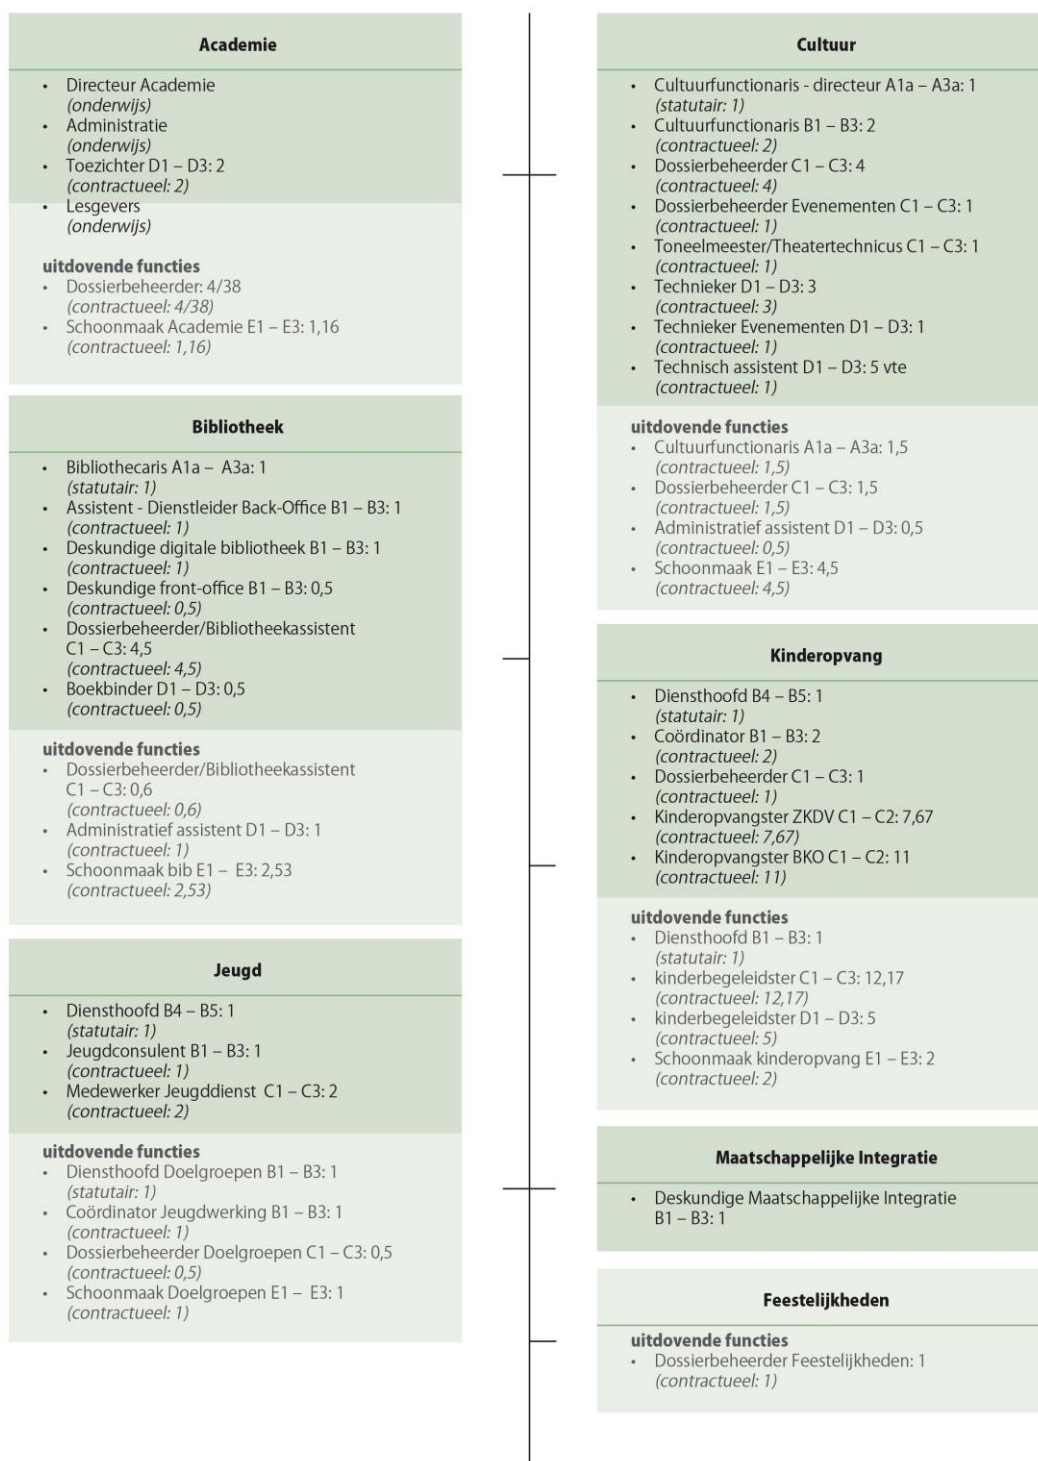 Academie
• Directeur Academie
(onderwijs)
• Administratie
(onderwijs)
• Toezichter D1 – D3: 2
(contractueel: 2)
• Lesgevers
(onderwijs)
uitdovende functies
• Dossierbeheerder: 4/38
(contractueel: 4/38)
• Schoonmaak Academie E1 – E3: 1,16
(contractueel: 1,16)
Bibliotheek
• Bibliothecaris A1a – A3a: 1
(statutair: 1)
• Assistent - Dienstleider Back-Office B1 – B3: 1
(contractueel: 1)
• Deskundige digitale bibliotheek B1 – B3: 1
(contractueel: 1)
• Deskundige front-office B1 – B3: 0,5
(contractueel: 0,5)
• Dossierbeheerder/Bibliotheekassistent
C1 – C3: 4,5
(contractueel: 4,5)
• Boekbinder D1 – D3: 0,5
(contractueel: 0,5)
uitdovende functies
• Dossierbeheerder/Bibliotheekassistent
C1 – C3: 0,6
(contractueel: 0,6)
• Administratief assistent D1 – D3: 1
(contractueel: 1)
• Schoonmaak bib E1 – E3: 2,53
(contractueel: 2,53)
Jeugd
• Diensthoofd B4 – B5: 1
(statutair: 1)
• Jeugdconsulent B1 – B3: 1
(contractueel: 1)
• Medewerker Jeugddienst C1 – C3: 2
(contractueel: 2)
uitdovende functies
• Diensthoofd Doelgroepen B1 – B3: 1
(statutair: 1)
• Coördinator Jeugdwerking B1 – B3: 1
(contractueel: 1)
• Dossierbeheerder Doelgroepen C1 – C3: 0,5
(contractueel: 0,5)
• Schoonmaak Doelgroepen E1 – E3: 1
(contractueel: 1)
Cultuur
• Cultuurfunctionaris - directeur A1a – A3a: 1
(statutair: 1)
• Cultuurfunctionaris B1 – B3: 2
(contractueel: 2)
• Dossierbeheerder C1 – C3: 4
(contractueel: 4)
• Dossierbeheerder Evenementen C1 – C3: 1
(contractueel: 1)
• Toneelmeester/Theatertechnicus C1 – C3: 1
(contractueel: 1)
• Technieker D1 – D3: 3
(contractueel: 3)
• Technieker Evenementen D1 – D3: 1
(contractueel: 1)
• Technisch assistent D1 – D3: 5 vte
(contractueel: 1)
uitdovende functies
• Cultuurfunctionaris A1a – A3a: 1,5
(contractueel: 1,5)
• Dossierbeheerder C1 – C3: 1,5
(contractueel: 1,5)
• Administratief assistent D1 – D3: 0,5
(contractueel: 0,5)
• Schoonmaak E1 – E3: 4,5
(contractueel: 4,5)
Kinderopvang
• Diensthoofd B4 – B5: 1
(statutair: 1)
• Coördinator B1 – B3: 2
(contractueel: 2)
• Dossierbeheerder C1 – C3: 1
(contractueel: 1)
• Kinderopvangster ZKDV C1 – C2: 7,67
(contractueel: 7,67)
• Kinderopvangster BKO C1 – C2: 11
(contractueel: 11)
uitdovende functies
• Diensthoofd B1 – B3: 1
(statutair: 1)
• kinderbegeleidster C1 – C3: 12,17
(contractueel: 12,17)
• kinderbegeleidster D1 – D3: 5
(contractueel: 5)
• Schoonmaak kinderopvang E1 – E3: 2
(contractueel: 2)
Maatschappelijke Integratie
• Deskundige Maatschappelijke Integratie
B1 – B3: 1
Feestelijkheden
uitdovende functies
• Dossierbeheerder Feestelijkheden: 1
(contractueel: 1)